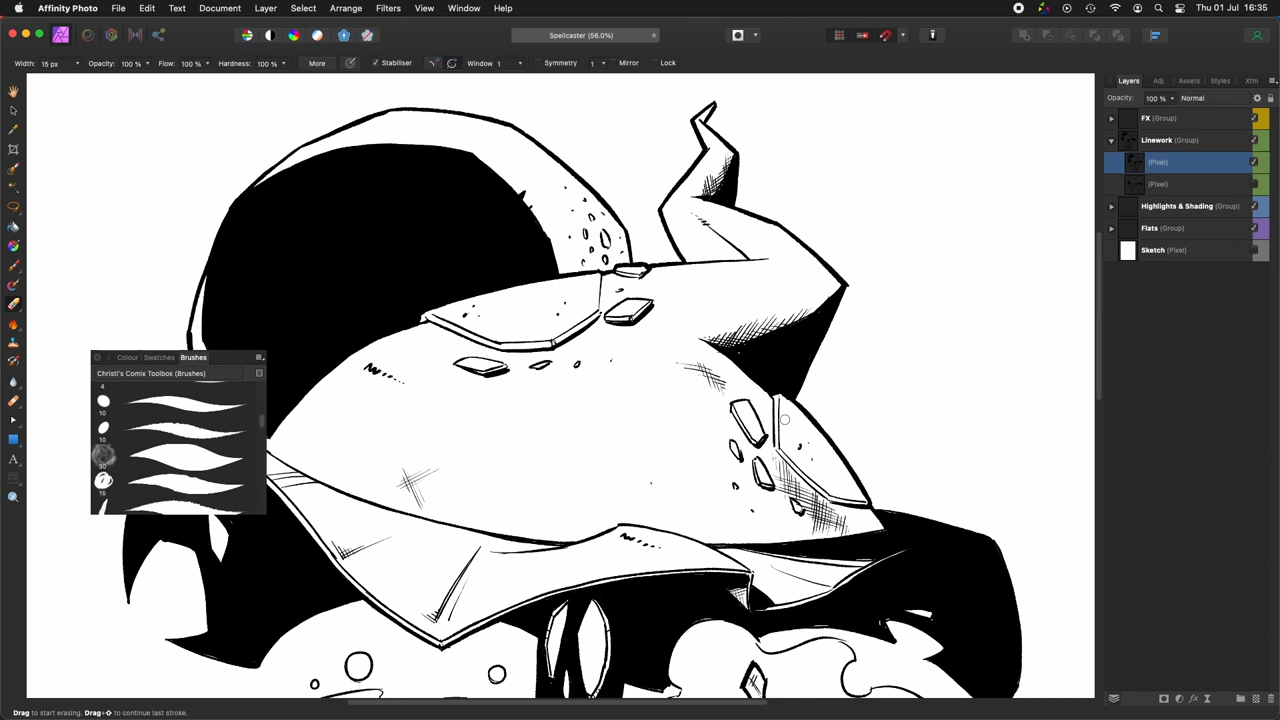 Affinity Photo File Edit Text Document Layer Select Arrange Filters View Window Help Thu 01 Jul 16:35
Spellcaster (56.0%)
Width: 15 px Opacity: 100 % Flow: 100 % Hardness: 100 % More Stabiliser Window 1 Symmetry 1 Mirror Lock
Layers Adj Assets Styles Xfm
Opacity: 100 % Normal
FX (Group)
Linework (Group)
(Pixel)
(Pixel)
Highlights & Shading (Group)
Flats (Group)
Sketch (Pixel)
Colour Swatches Brushes
Christi's Comix Toolbox (Brushes)
4
10
10
30
15
Drag to start erasing. Drag+⇧ to continue last stroke.